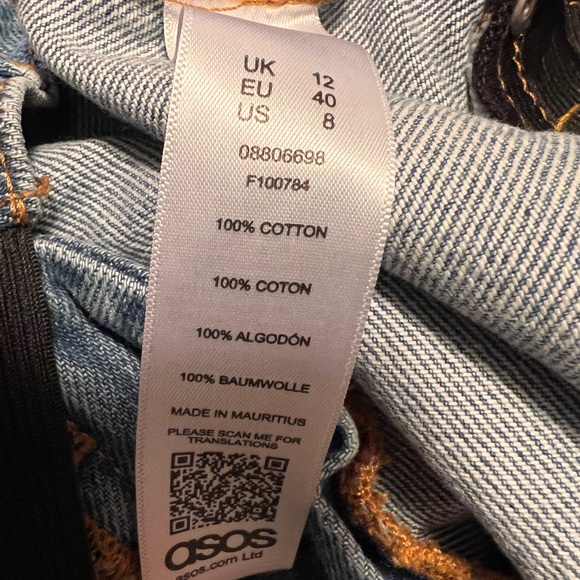 UK 12
EU 40
US 8
08806698
F100784
100% COTTON
100% COTON
100% ALGODÓN
100% BAUMWOLLE
MADE IN MAURITIUS
PLEASE SCAN ME FOR
TRANSLATIONS
asos
asos.com Ltd